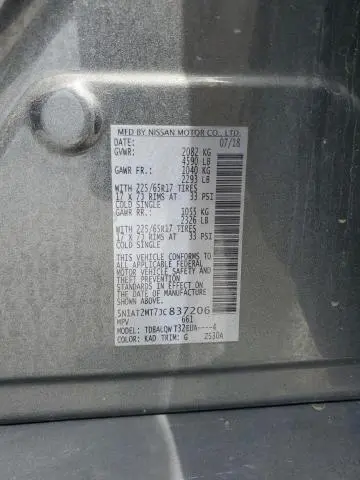 MFD BY NISSAN MOTOR CO., LTD.
DATE: 07/18
GVWR: 2082 KG
4590 LB
GAWR FR.: 1040 KG
2293 LB
WITH 225/65R17 TIRES
17 X 7J RIMS AT 33 PSI
COLD SINGLE
GAWR RR.: 1055 KG
2326 LB
WITH 225/65R17 TIRES
17 X 7J RIMS AT 33 PSI
COLD SINGLE
THIS VEHICLE CONFORMS TO ALL
APPLICABLE FEDERAL
MOTOR VEHICLE SAFETY
AND THEFT PREVENTION STANDARDS
IN EFFECT ON THE DATE OF
MANUFACTURE SHOWN ABOVE.
5N1AT2MT7JC837206
MPV 661
MODEL: TDBALQW T32EUA----4
COLOR: KAD TRIM: G 2530A